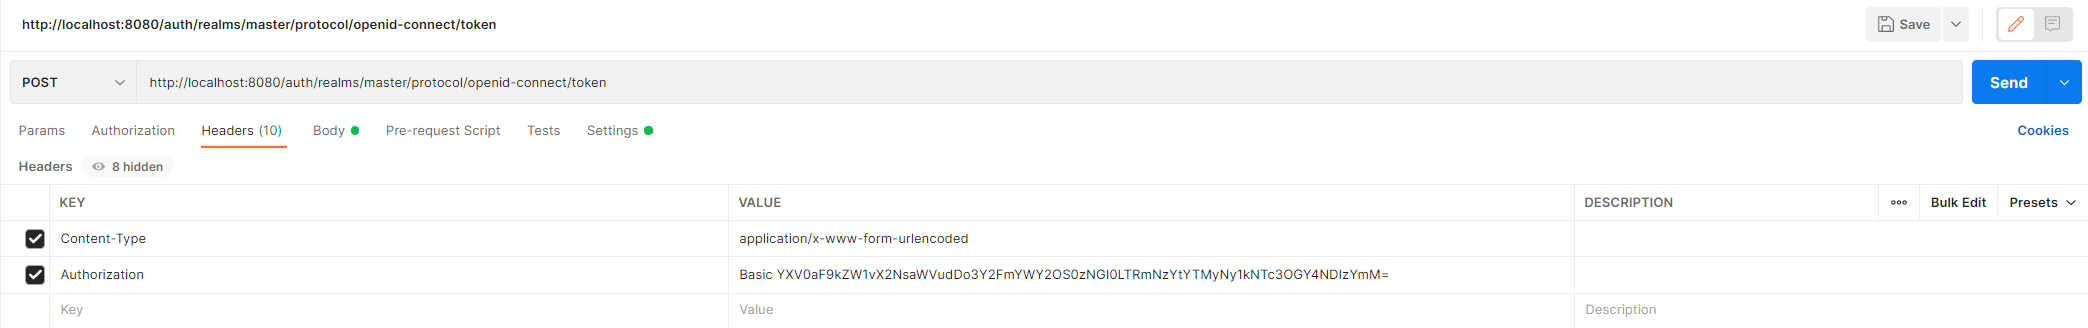 http://localhost:8080/auth/realms/master/protocol/openid-connect/token
Save
POST
http://localhost:8080/auth/realms/master/protocol/openid-connect/token
Send
Params Authorization Headers (10) Body Pre-request Script Tests Settings Cookies
Headers 8 hidden
KEY VALUE DESCRIPTION ooo Bulk Edit Presets
Content-Type application/x-www-form-urlencoded
Authorization Basic YXV0aF9kZW1vX2NsaWVudDo3Y2FmYWY2OS0zNGI0LTRmNzYtYTMyNy1kNTc3OGY4NDIzYmM=
Key Value Description